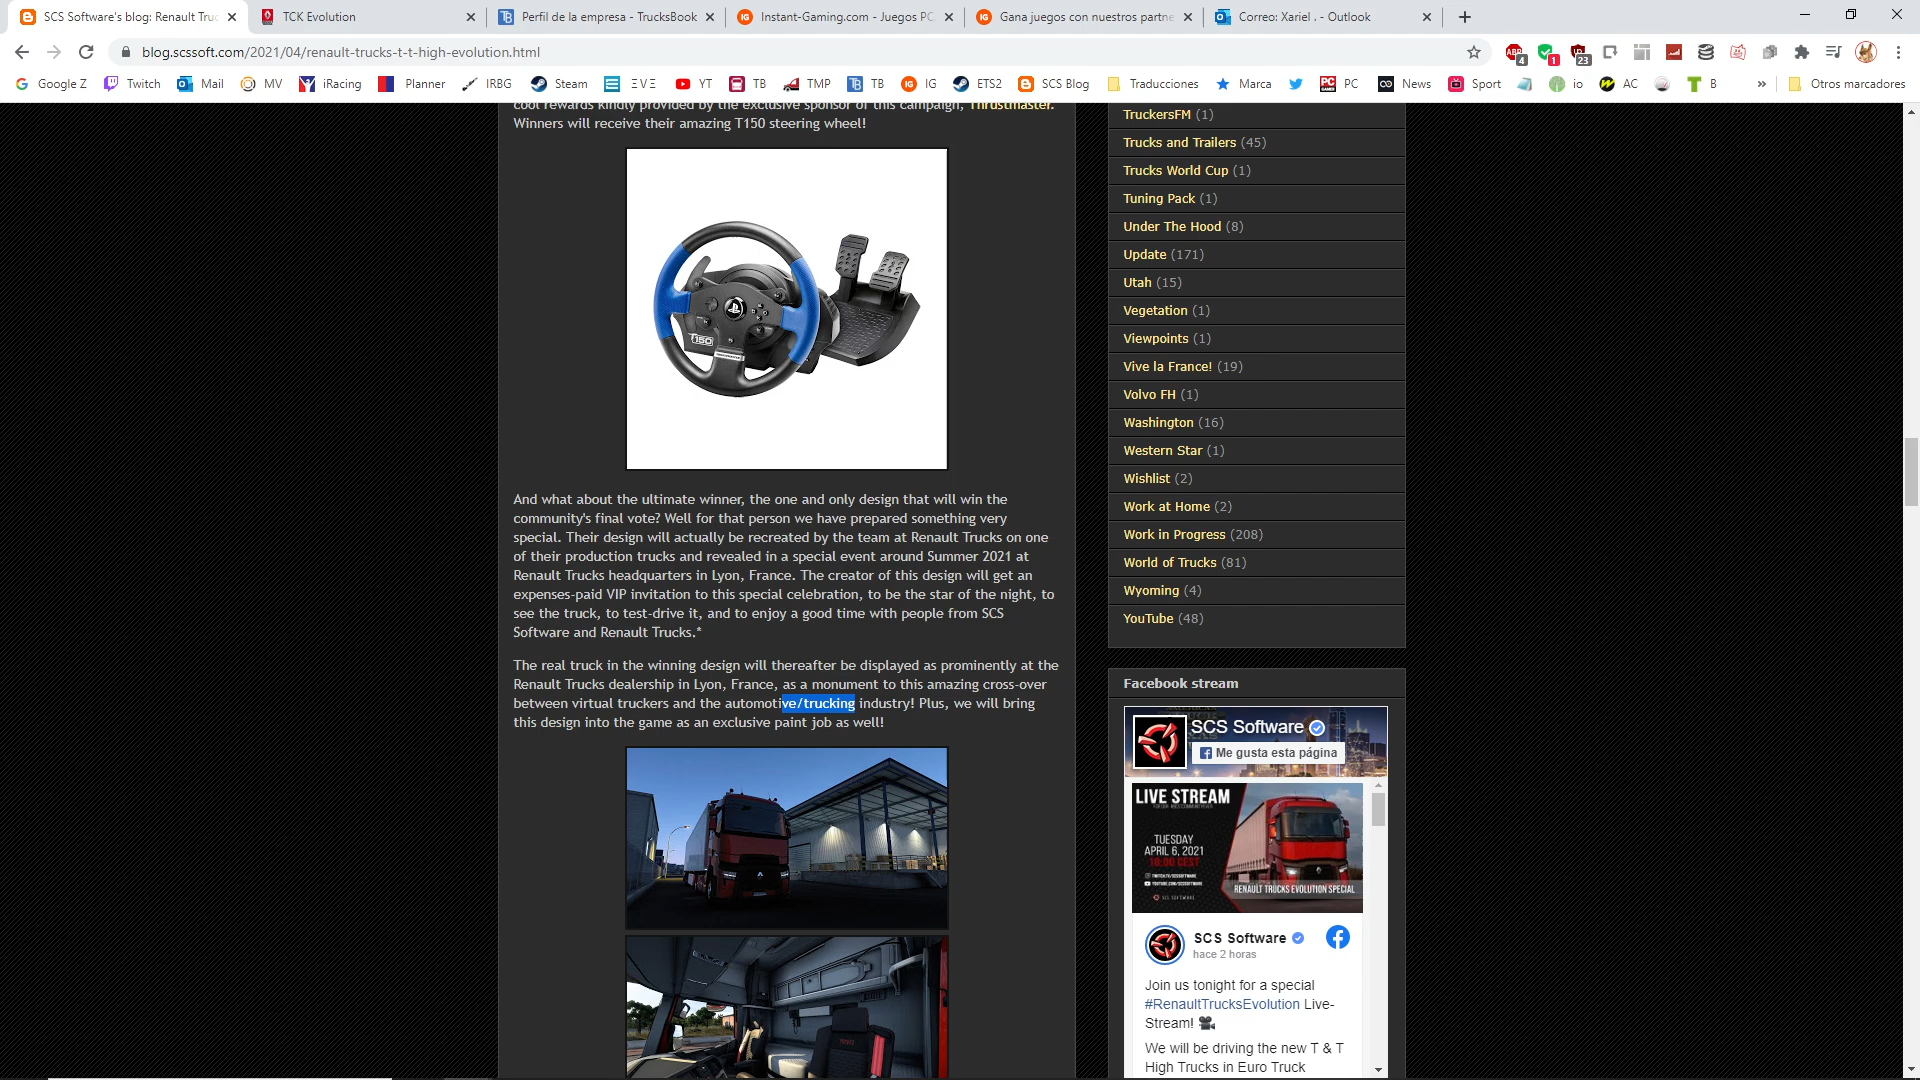 SCS Software's blog: Renault Truc
TCK Evolution
Perfil de la empresa - TrucksBook
Instant-Gaming.com - Juegos PC
Gana juegos con nuestros partne
Correo: Xariel . - Outlook
blog.scssoft.com/2021/04/renault-trucks-t-t-high-evolution.html
4
1
23
Google Z
Twitch
Mail
MV
iRacing
Planner
IRBG
Steam
ΞVΞ
YT
TB
TMP
TB
IG
ETS2
SCS Blog
Traducciones
Marca
PC
News
Sport
io
AC
B
Otros marcadores
cool rewards kindly provided by the exclusive sponsor of this campaign, Thrustmaster.
Winners will receive their amazing T150 steering wheel!
T150
And what about the ultimate winner, the one and only design that will win the
community's final vote? Well for that person we have prepared something very
special. Their design will actually be recreated by the team at Renault Trucks on one
of their production trucks and revealed in a special event around Summer 2021 at
Renault Trucks headquarters in Lyon, France. The creator of this design will get an
expenses-paid VIP invitation to this special celebration, to be the star of the night, to
see the truck, to test-drive it, and to enjoy a good time with people from SCS
Software and Renault Trucks.*
The real truck in the winning design will thereafter be displayed as prominently at the
Renault Trucks dealership in Lyon, France, as a monument to this amazing cross-over
between virtual truckers and the automotive/trucking industry! Plus, we will bring
this design into the game as an exclusive paint job as well!
TruckersFM (1)
Trucks and Trailers (45)
Trucks World Cup (1)
Tuning Pack (1)
Under The Hood (8)
Update (171)
Utah (15)
Vegetation (1)
Viewpoints (1)
Vive la France! (19)
Volvo FH (1)
Washington (16)
Western Star (1)
Wishlist (2)
Work at Home (2)
Work in Progress (208)
World of Trucks (81)
Wyoming (4)
YouTube (48)
Facebook stream
SCS Software
Me gusta esta página
LIVE STREAM
TUESDAY
APRIL 6, 2021
18:00 CEST
TWITCH.TV/SCSSOFTWARE
YOUTUBE.COM/SCSSOFTWARE
SCS SOFTWARE
RENAULT TRUCKS EVOLUTION SPECIAL
SCS Software
hace 2 horas
Join us tonight for a special
#RenaultTrucksEvolution Live-
Stream!
We will be driving the new T & T
High Trucks in Euro Truck